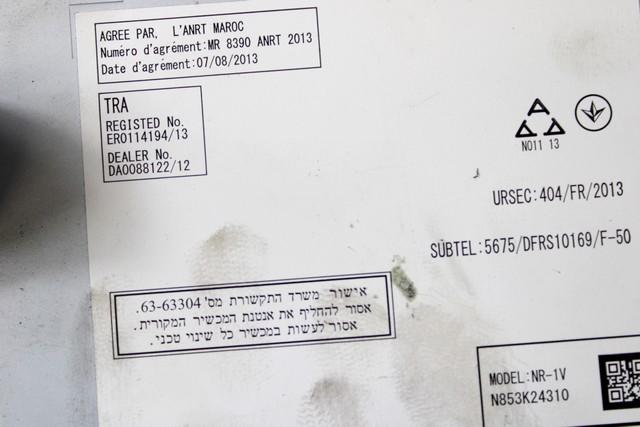 AGREE PAR, L'ANRT MAROC
Numéro d'agrément:MR 8390 ANRT 2013
Date d'agrément:07/08/2013
TRA
REGISTED No.
ER0114194/13
DEALER No.
DA0088122/12
N011 13
URSEC:404/FR/2013
SUBTEL:5675/DFRS10169/F-50
אישור משרד התקשורת מס' 63-63304.
אסור להחליף את אנטנת המכשיר המקורית.
אסור לעשות במכשיר כל שינוי טכני.
MODEL:NR-1V
N853K24310